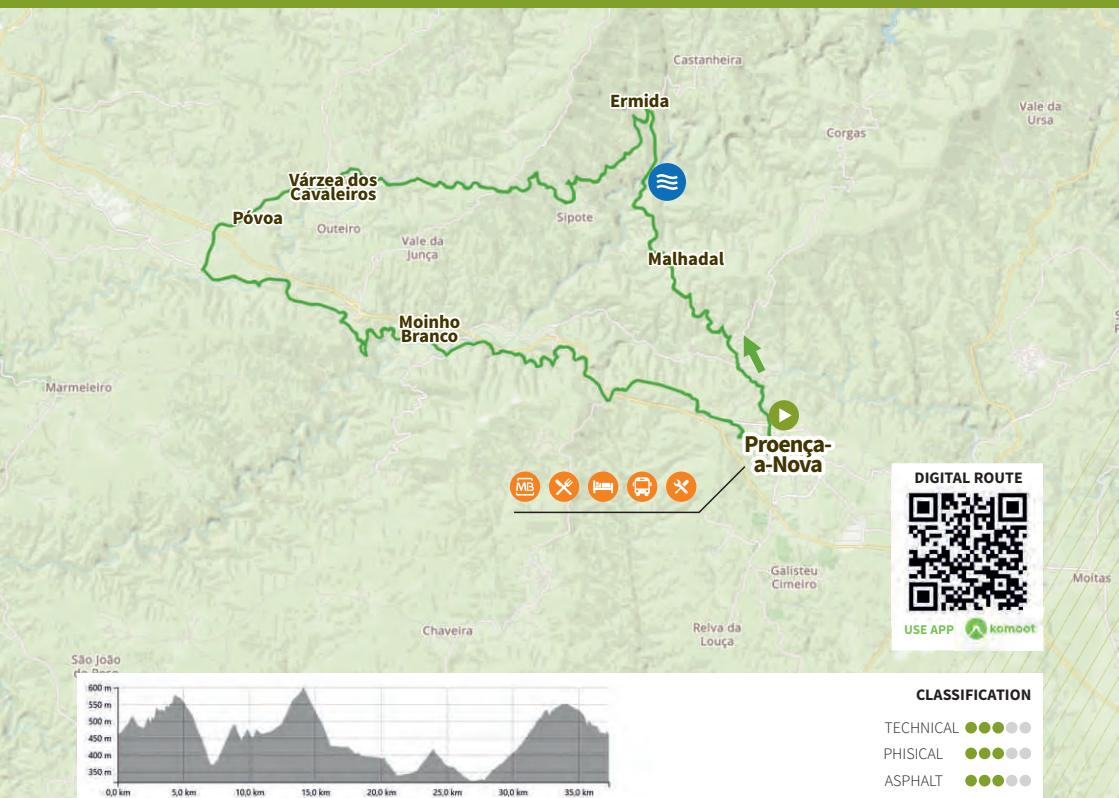 Castanheira
Ermida
Vale da
Ursa
Corgas
Várzea dos
Cavaleiros
Póvoa
Outeiro
Sipote
Vale da
Junça
Malhadal
Moinho
Branco
Marmeleiro
Proença-
a-Nova
MB
DIGITAL ROUTE
USE APP komoot
Galisteu
Cimeiro
Moitas
Chaveira
Relva da
Louça
São João
do Peso
CLASSIFICATION
TECHNICAL
PHISICAL
ASPHALT
600 m
550 m
500 m
450 m
400 m
350 m
0,0 km 5,0 km 10,0 km 15,0 km 20,0 km 25,0 km 30,0 km 35,0 km